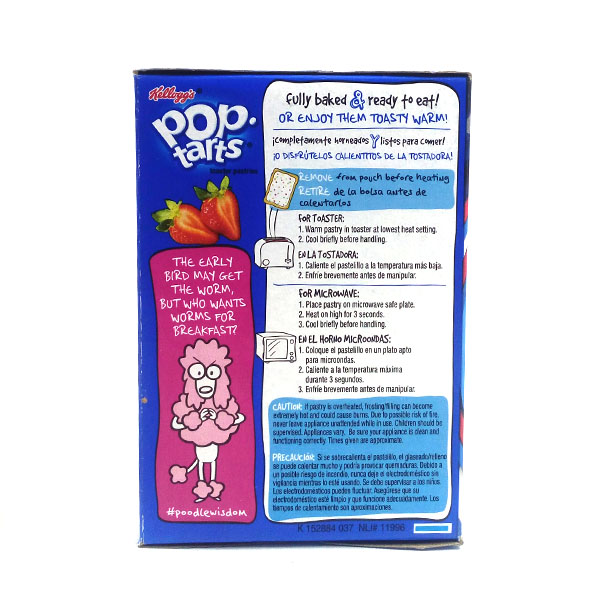 Kellogg's
POP·
tarts
toaster pastries
THE EARLY
BIRD MAY GET
THE WORM,
BUT WHO WANTS
WORMS FOR
BREAKFAST?
#poodlewisdom
fully baked & ready to eat!
OR ENJOY THEM TOASTY WARM!
¡completamente horneados y listos para comer!
¡O DISFRÚTELOS CALIENTITOS DE LA TOSTADORA!
REMOVE from pouch before heating
RETIRE de la bolsa antes de
calentarlos
FOR TOASTER:
1. Warm pastry in toaster at lowest heat setting.
2. Cool briefly before handling.
EN LA TOSTADORA:
1. Caliente el pastelillo a la temperatura más baja.
2. Enfríe brevemente antes de manipular.
FOR MICROWAVE:
1. Place pastry on microwave safe plate.
2. Heat on high for 3 seconds.
3. Cool briefly before handling.
EN EL HORNO MICROONDAS:
1. Coloque el pastelillo en un plato apto
para microondas.
2. Caliente a la temperatura máxima
durante 3 segundos.
3. Enfríe brevemente antes de manipular.
CAUTION: If pastry is overheated, frosting/filling can become
extremely hot and could cause burns. Due to possible risk of fire,
never leave appliance unattended while in use. Children should be
supervised. Appliances vary. Be sure your appliance is clean and
functioning correctly. Times given are approximate.
PRECAUCIÓN: Si se sobrecalienta el pastelillo, el glaseado/relleno
se puede calentar mucho y podría provocar quemaduras. Debido a
un posible riesgo de incendio, nunca deje el electrodoméstico sin
vigilancia mientras lo esté usando. Se debe supervisar a los niños.
Los electrodomésticos pueden fluctuar. Asegúrese que su
electrodoméstico esté limpio y que funcione adecuadamente. Los
tiempos de calentamiento son aproximaciones.
K 152884 037 NLI# 11998